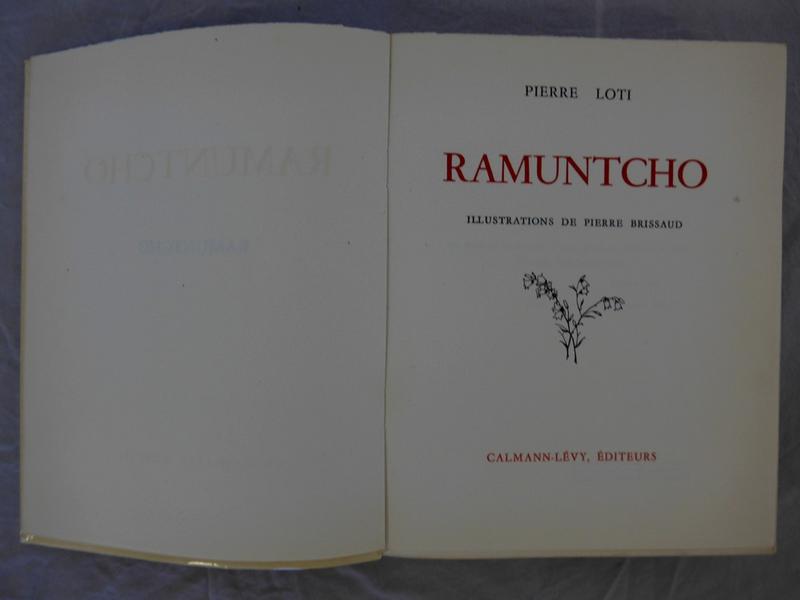 PIERRE LOTI
RAMUNTCHO
ILLUSTRATIONS DE PIERRE BRISSAUD
CALMANN-LÉVY, ÉDITEURS